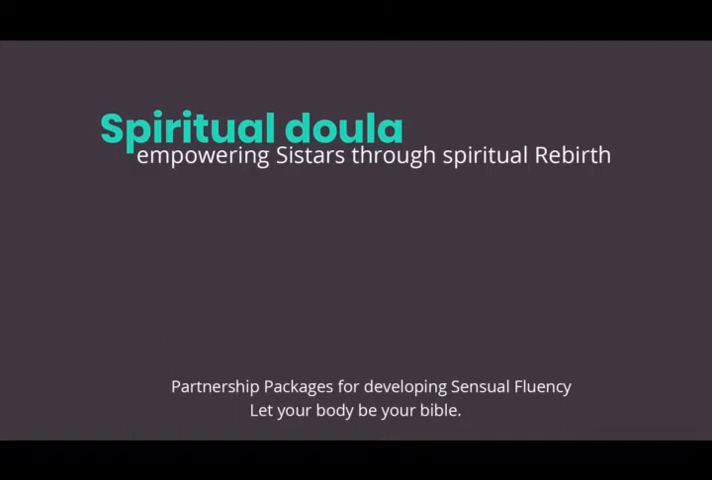 Spiritual doula
empowering Sistars through spiritual Rebirth
Partnership Packages for developing Sensual Fluency
Let your body be your bible.